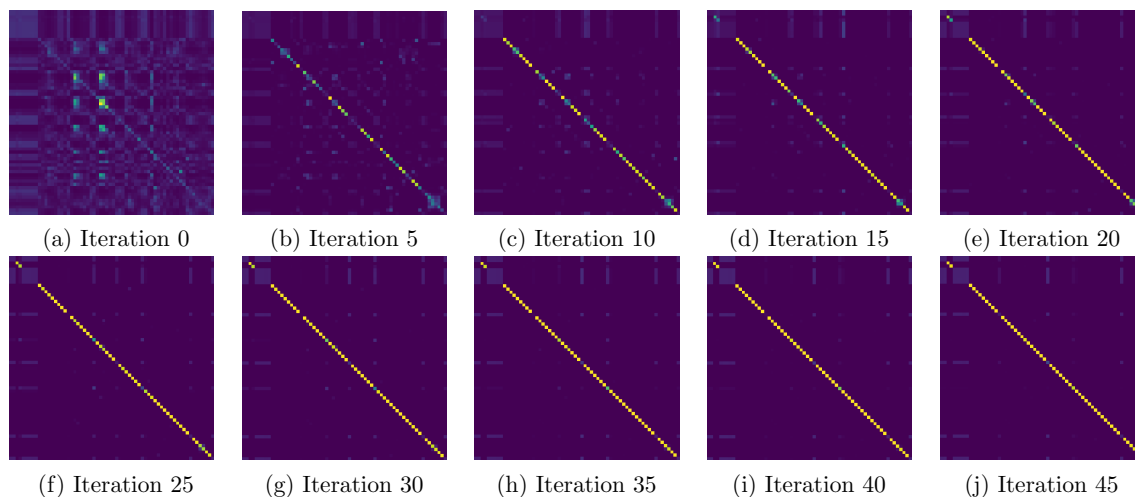 (a) Iteration 0
(b) Iteration 5
(c) Iteration 10
(d) Iteration 15
(e) Iteration 20
(f) Iteration 25
(g) Iteration 30
(h) Iteration 35
(i) Iteration 40
(j) Iteration 45